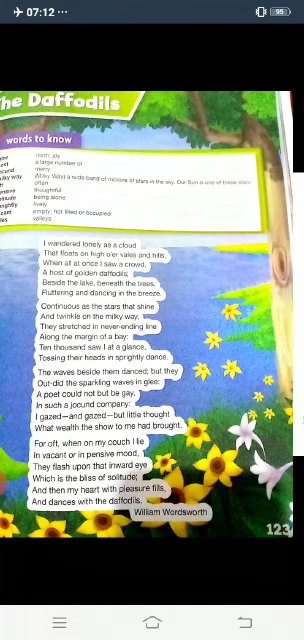 07:12 ...
95
The Daffodils
words to know
mirth; joy
a large number of
merry
(Milky Way) a wide band of millions of stars in the sky. Our Sun is one of these stars
often
thoughtful
being alone
lively
empty; not filled or occupied
valleys
I wandered lonely as a cloud
That floats on high o'er vales and hills,
When all at once I saw a crowd,
A host of golden daffodils;
Beside the lake, beneath the trees,
Fluttering and dancing in the breeze.
Continuous as the stars that shine
And twinkle on the milky way,
They stretched in never-ending line
Along the margin of a bay:
Ten thousand saw I at a glance,
Tossing their heads in sprightly dance.
The waves beside them danced; but they
Out-did the sparkling waves in glee:
A poet could not but be gay,
In such a jocund company:
I gazed—and gazed—but little thought
What wealth the show to me had brought.
For oft, when on my couch I lie
In vacant or in pensive mood,
They flash upon that inward eye
Which is the bliss of solitude;
And then my heart with pleasure fills,
And dances with the daffodils.
William Wordsworth
123